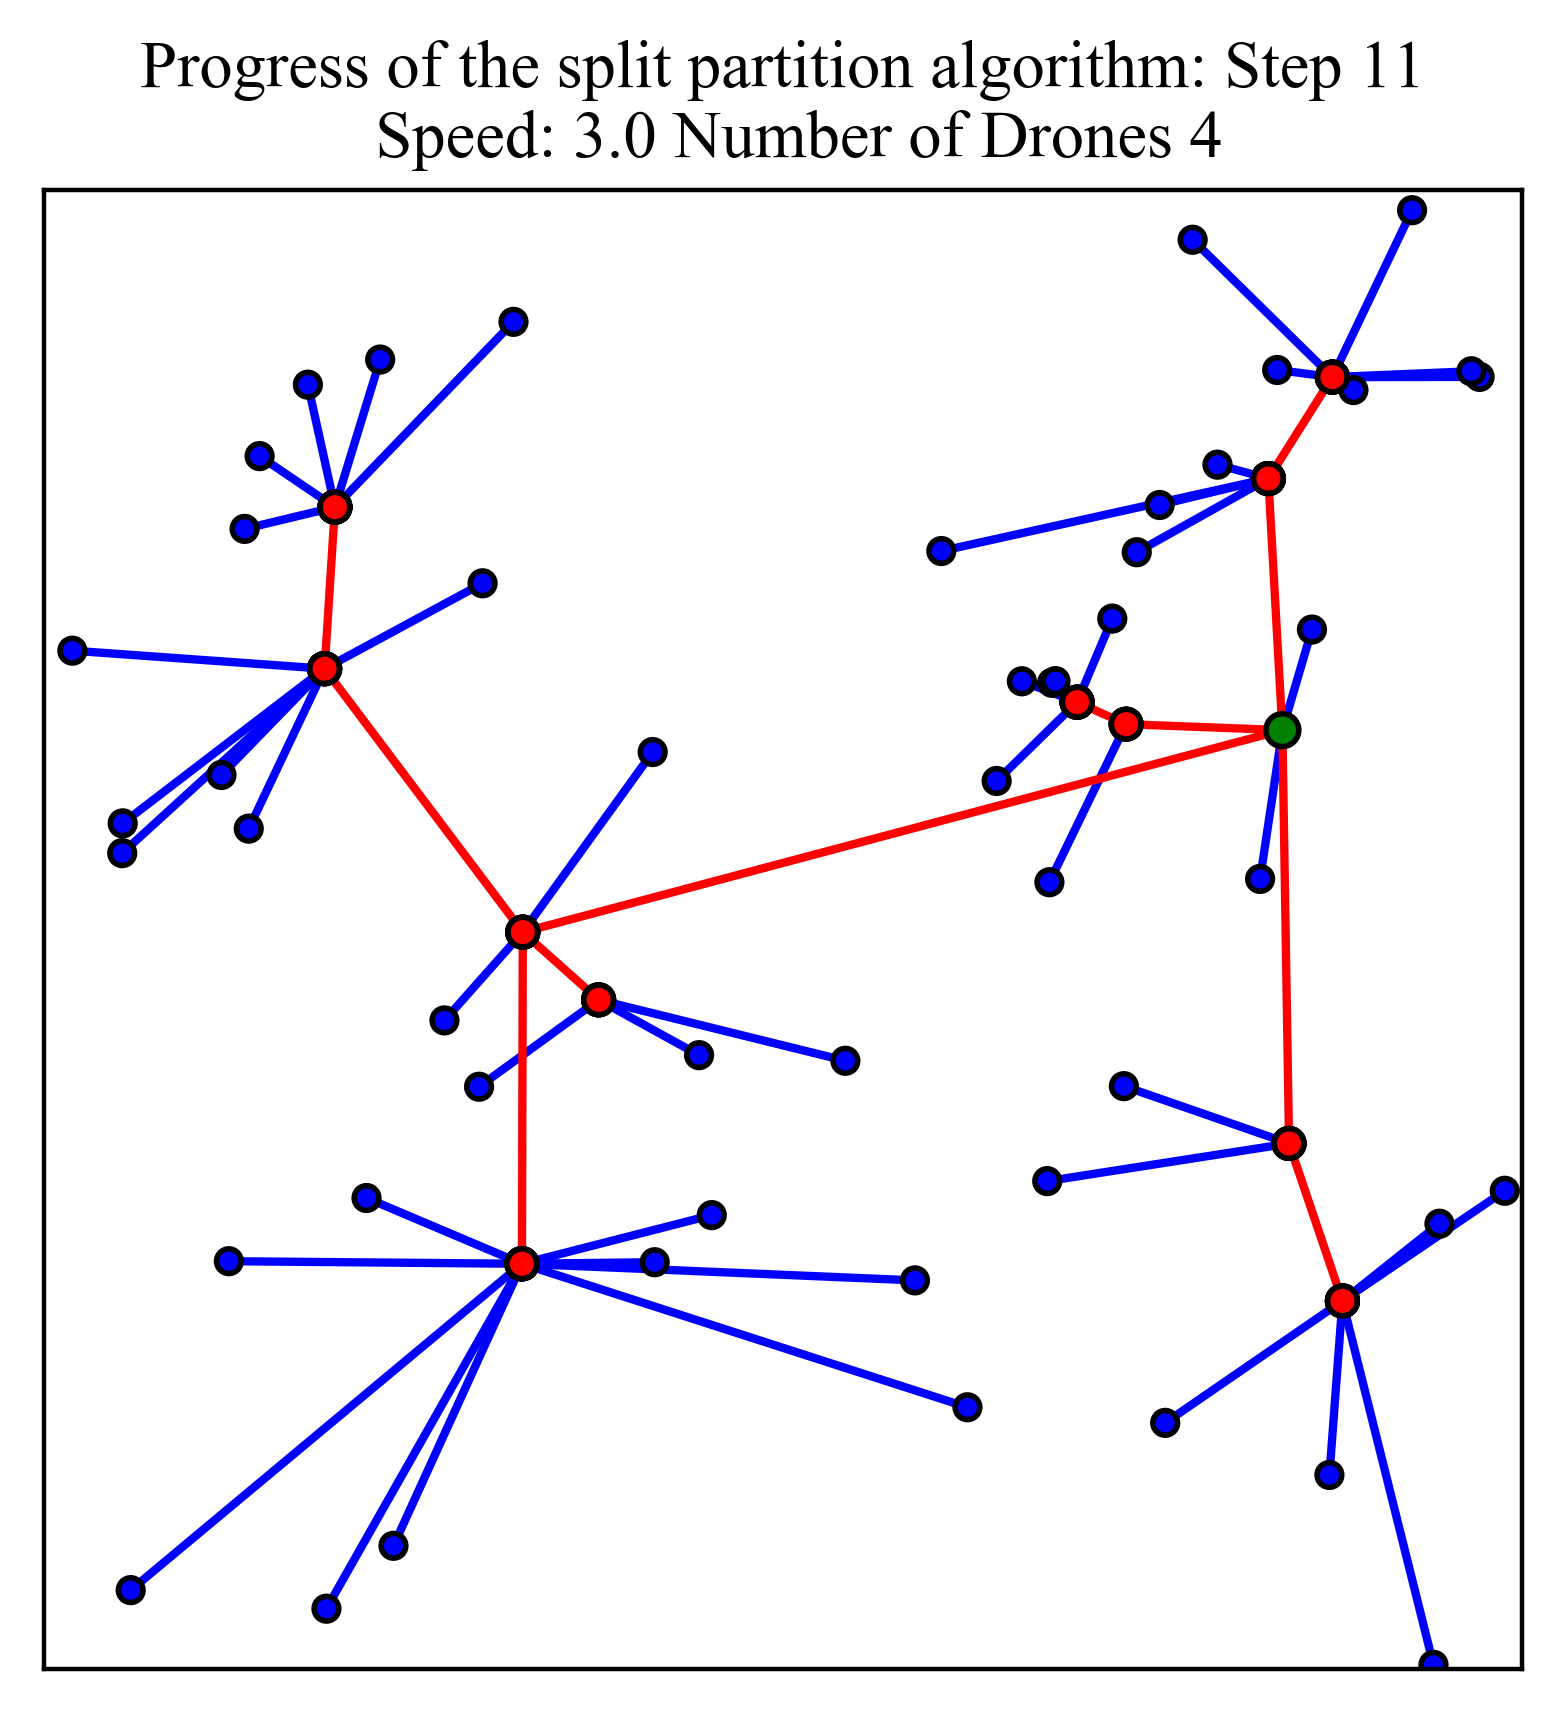 Progress of the split partition algorithm: Step 11
Speed: 3.0 Number of Drones 4